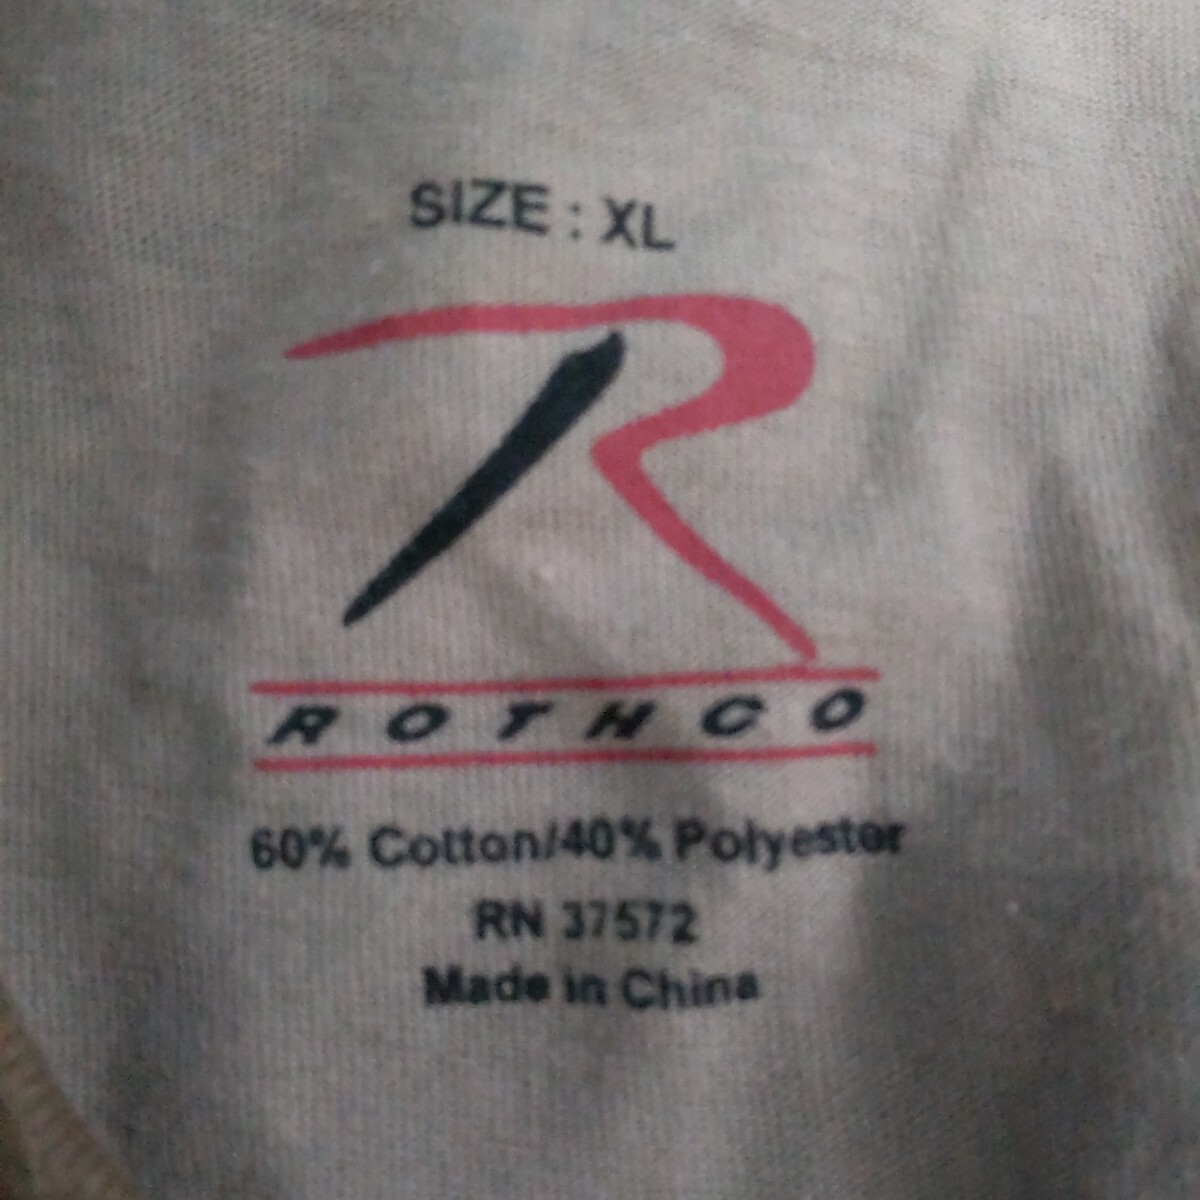 SIZE : XL
R
ROTHCO
60% Cotton/40% Polyester
RN 37572
Made in China